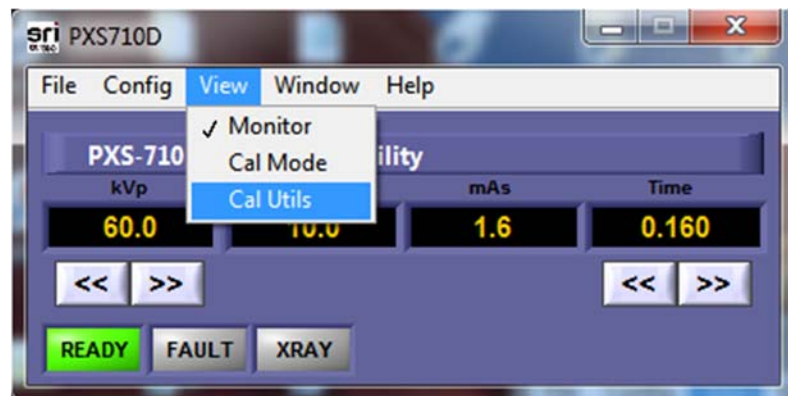 sri PXS710D
File Config View Window Help
Monitor
Cal Mode
Cal Utils
PXS-710
ility
kVp mAs Time
60.0 10.0 1.6 0.160
<< >> << >>
READY FAULT XRAY